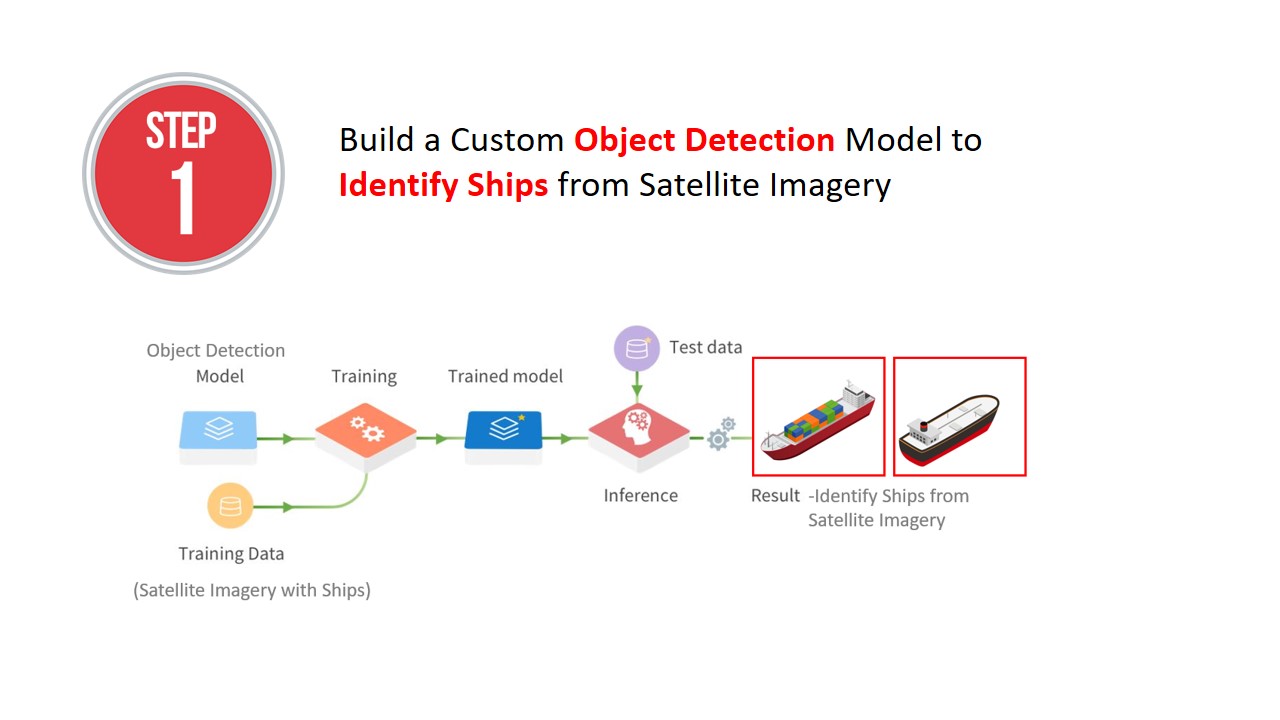 STEP
1
Build a Custom Object Detection Model to
Identify Ships from Satellite Imagery
Object Detection
Model
Training
Trained model
Test data
Inference
Result -Identify Ships from
Satellite Imagery
Training Data
(Satellite Imagery with Ships)